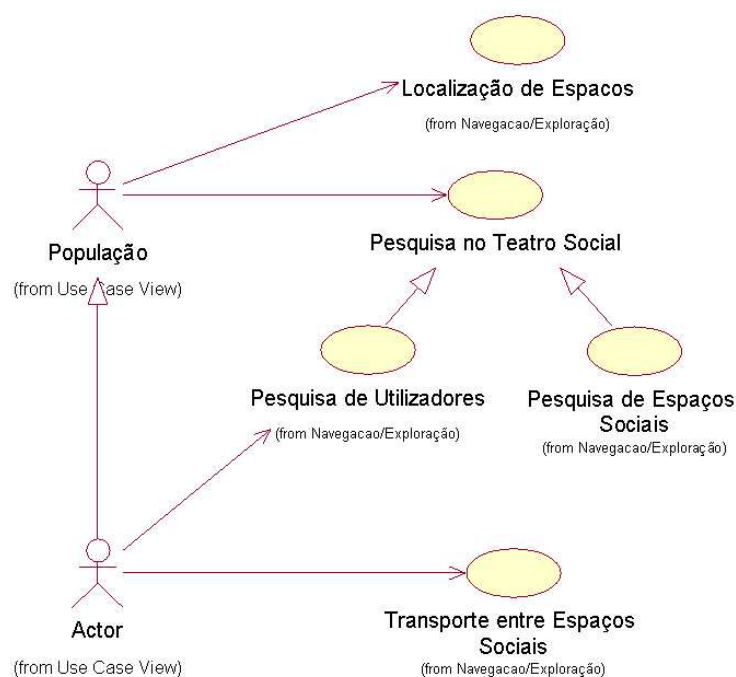 Localização de Espacos
(from Navegacao/Exploração)
População
(from Use Case View)
Pesquisa no Teatro Social
Pesquisa de Utilizadores
(from Navegacao/Exploração)
Pesquisa de Espaços
Sociais
(from Navegacao/Exploração)
Actor
(from Use Case View)
Transporte entre Espaços
Sociais
(from Navegacao/Exploração)